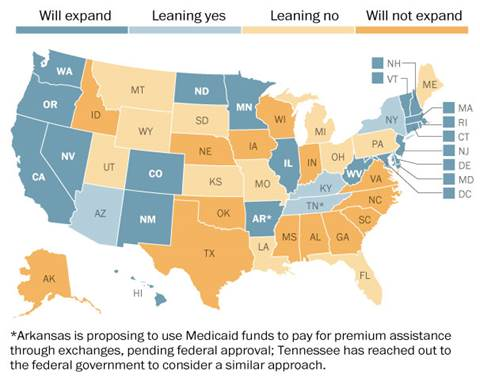 Will expand Leaning yes Leaning no Will not expand
WA
MT
ND
MN
NH
VT
ME
OR
ID
SD
WI
MI
NY
MA
RI
CT
NJ
DE
MD
DC
WY
NE
IA
PA
NV
UT
CO
IL
IN
OH
WV
VA
CA
KS
MO
KY
NC
AZ
NM
OK
AR*
TN*
SC
TX
LA
MS
AL
GA
AK
HI
FL
*Arkansas is proposing to use Medicaid funds to pay for premium assistance
through exchanges, pending federal approval; Tennessee has reached out to
the federal government to consider a similar approach.